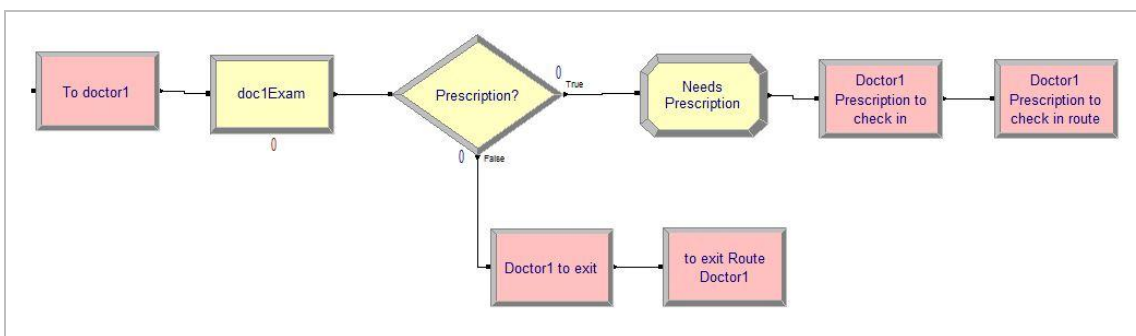 To doctor1
doc1Exam
0
Prescription?
0
True
0
False
Needs
Prescription
Doctor1
Prescription to
check in
Doctor1
Prescription to
check in route
Doctor1 to exit
to exit Route
Doctor1